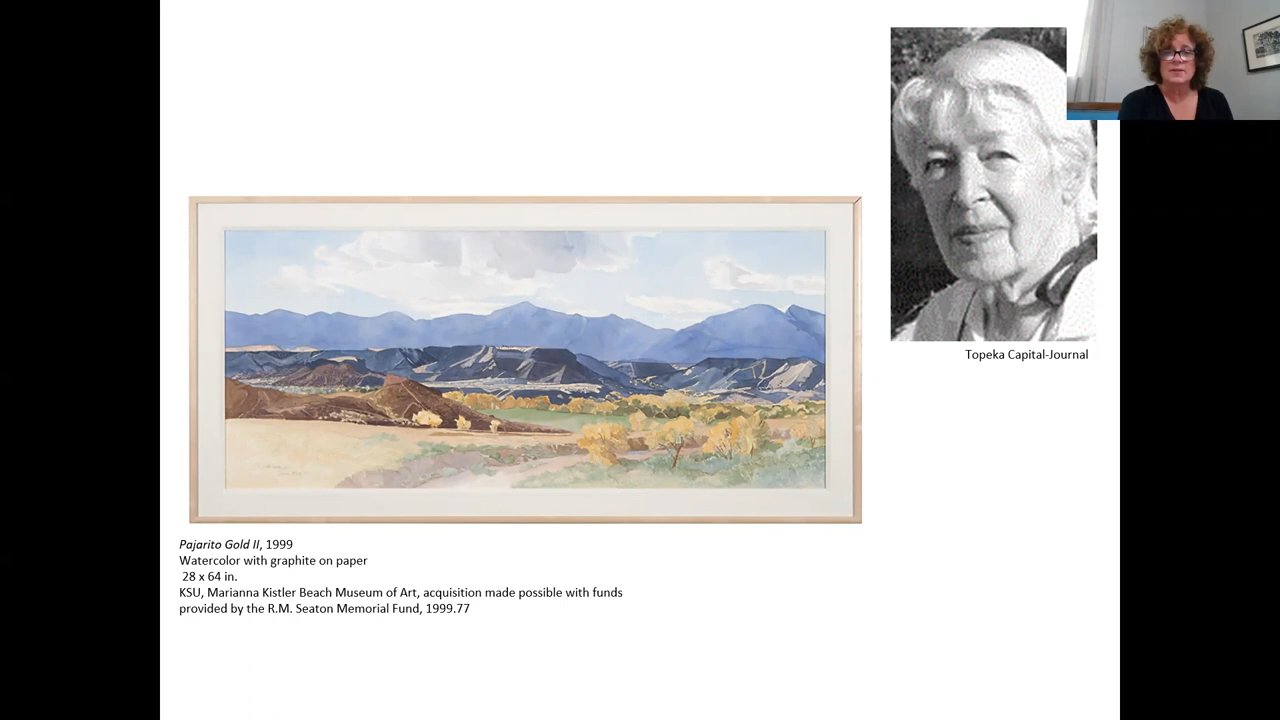 Topeka Capital-Journal
Pajarito Gold II, 1999
Watercolor with graphite on paper
28 x 64 in.
KSU, Marianna Kistler Beach Museum of Art, acquisition made possible with funds
provided by the R.M. Seaton Memorial Fund, 1999.77